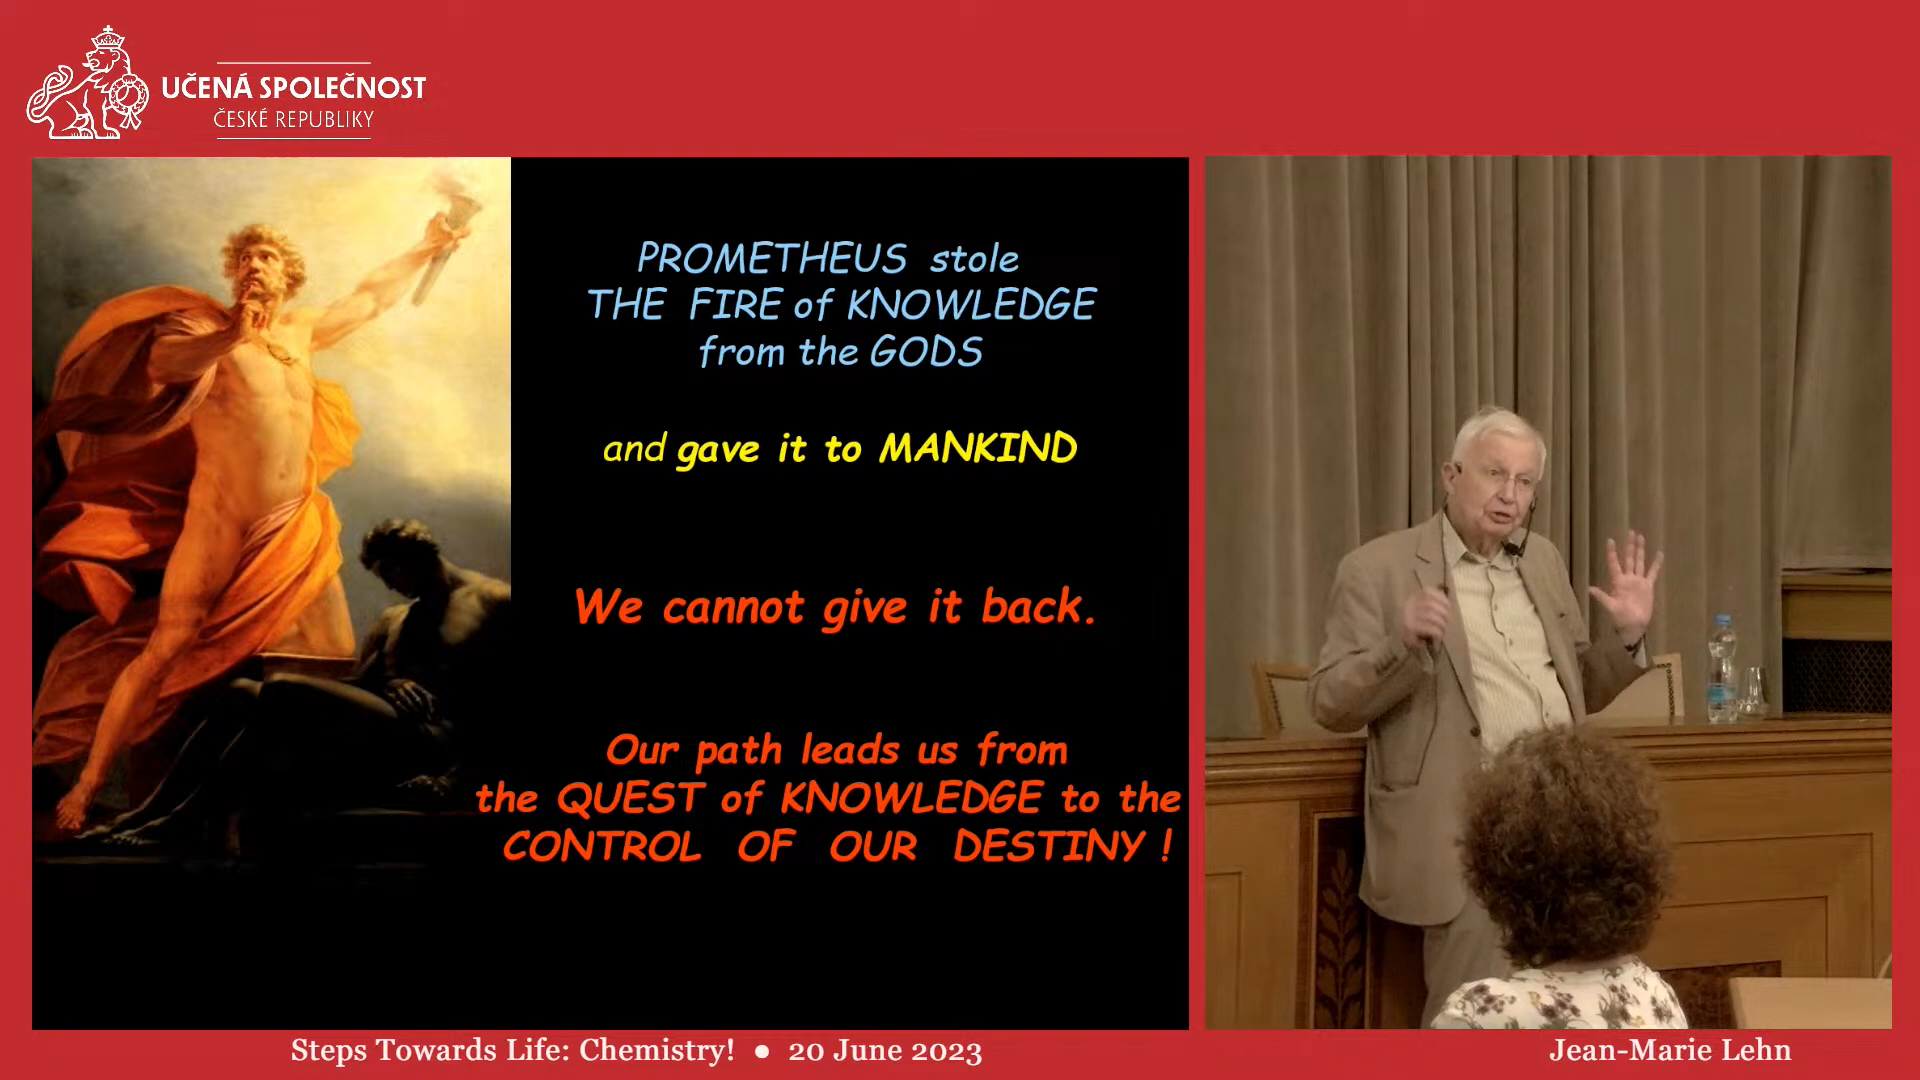 UČENÁ SPOLEČNOST
ČESKÉ REPUBLIKY
PROMETHEUS stole
THE FIRE of KNOWLEDGE
from the GODS
and gave it to MANKIND
We cannot give it back.
Our path leads us from
the QUEST of KNOWLEDGE to the
CONTROL OF OUR DESTINY !
Steps Towards Life: Chemistry! ● 20 June 2023
Jean-Marie Lehn